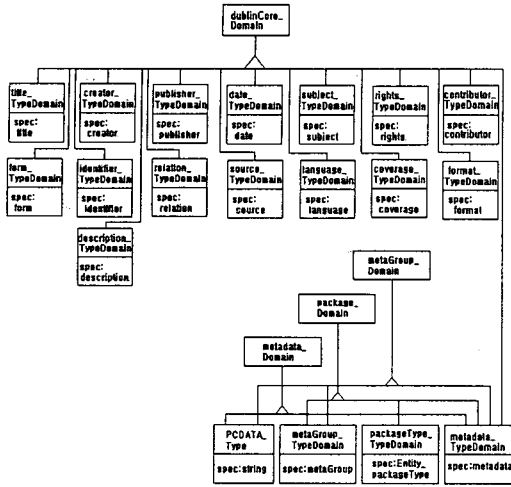 dublinCore_
Domain
title_
TypeDomain
spec:
title
creator_
TypeDomain
spec:
creator
publisher_
TypeDomain
spec:
publisher
date_
TypeDomain
spec:
date
subject_
TypeDomain
spec:
subject
rights_
TypeDomain
spec:
rights
contributor_
TypeDomain
spec:
contributor
form_
TypeDomain
spec:
form
identifier_
TypeDomain
spec:
identifier
relation_
TypeDomain
spec:
relation
source_
TypeDomain
spec:
source
language_
TypeDomain
spec:
language
coverage_
TypeDomain
spec:
coverage
format_
TypeDomain
spec:
format
description_
TypeDomain
spec:
description
metaGroup_
Domain
package_
Domain
metadata_
Domain
PCDATA_
Type
spec:string
metaGroup_
TypeDomain
spec:metaGroup
packageType_
TypeDomain
spec:Entity_
packageType
metadata_
TypeDomain
spec:metadata